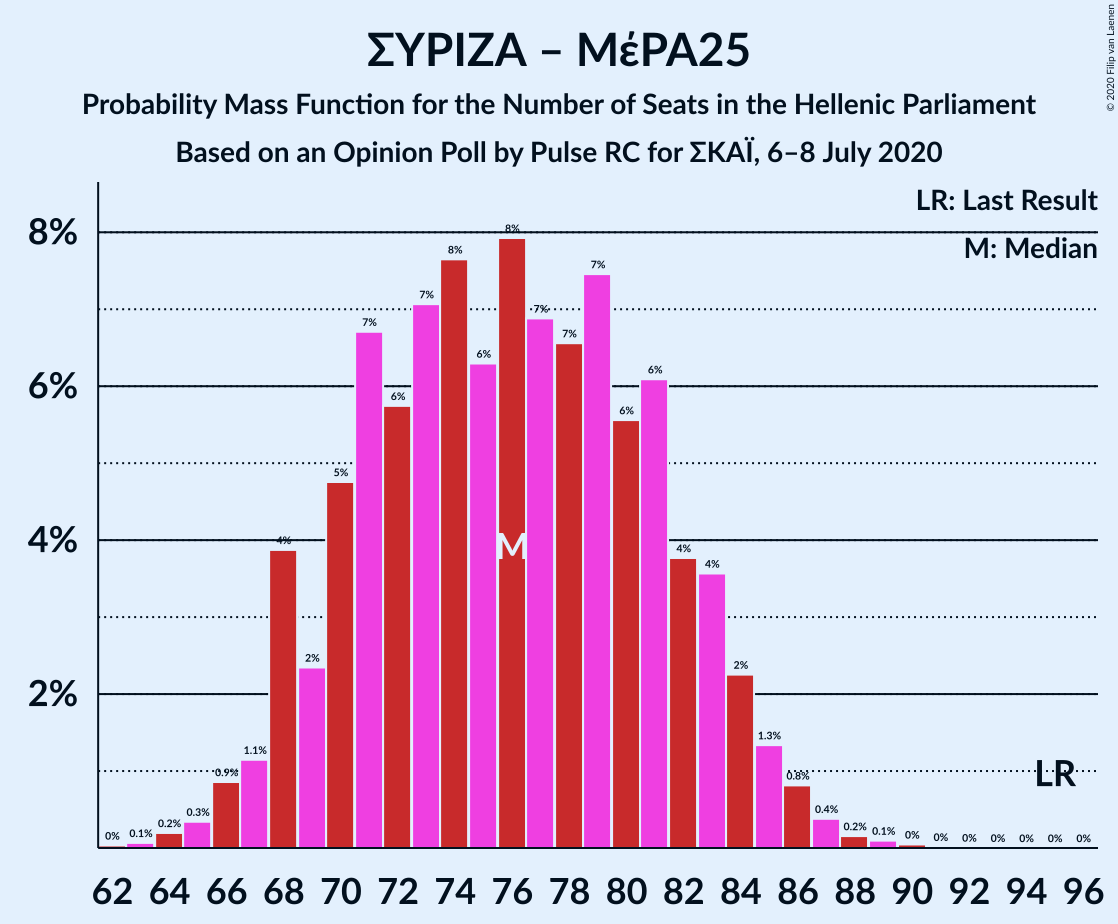 ΣΥΡΙΖΑ – ΜέΡΑ25
Probability Mass Function for the Number of Seats in the Hellenic Parliament
Based on an Opinion Poll by Pulse RC for ΣΚΑΪ, 6–8 July 2020
© 2020 Filip van Laenen
LR: Last Result
M: Median
8%
6%
4%
2%
0% 0.1% 0.2% 0.3% 0.9% 1.1% 4% 2% 5% 7% 6% 7% 8% 6% 8% 7% 7% 7% 6% 6% 4% 4% 2% 1.3% 0.8% 0.4% 0.2% 0.1% 0% 0% 0% 0% 0% 0% 0%
M
LR
62 64 66 68 70 72 74 76 78 80 82 84 86 88 90 92 94 96